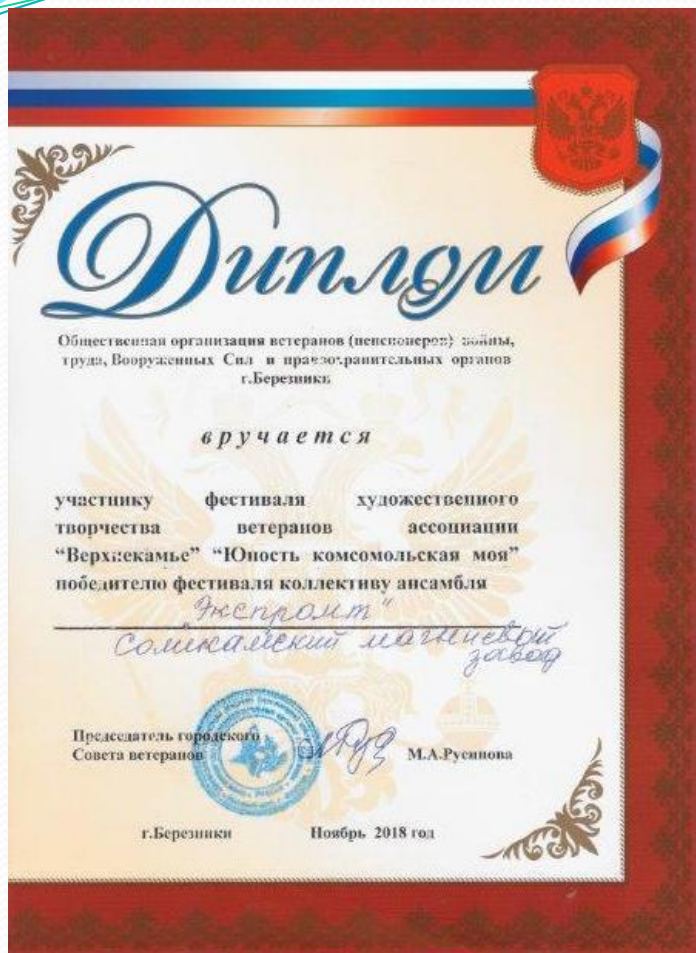 Диплом
Общественная организация ветеранов (пенсионеров) войны,
труда, Вооруженных Сил и правоохранительных органов
г.Березники
вручается
участнику фестиваля художественного
творчества ветеранов ассоциации
“Верхнекамье” “Юность комсомольская моя”
победителю фестиваля коллективу ансамбля
"Экспромт"
Соликамский магниевый
завод
Председатель городского
Совета ветеранов М.А.Русинова
г.Березники Ноябрь 2018 год